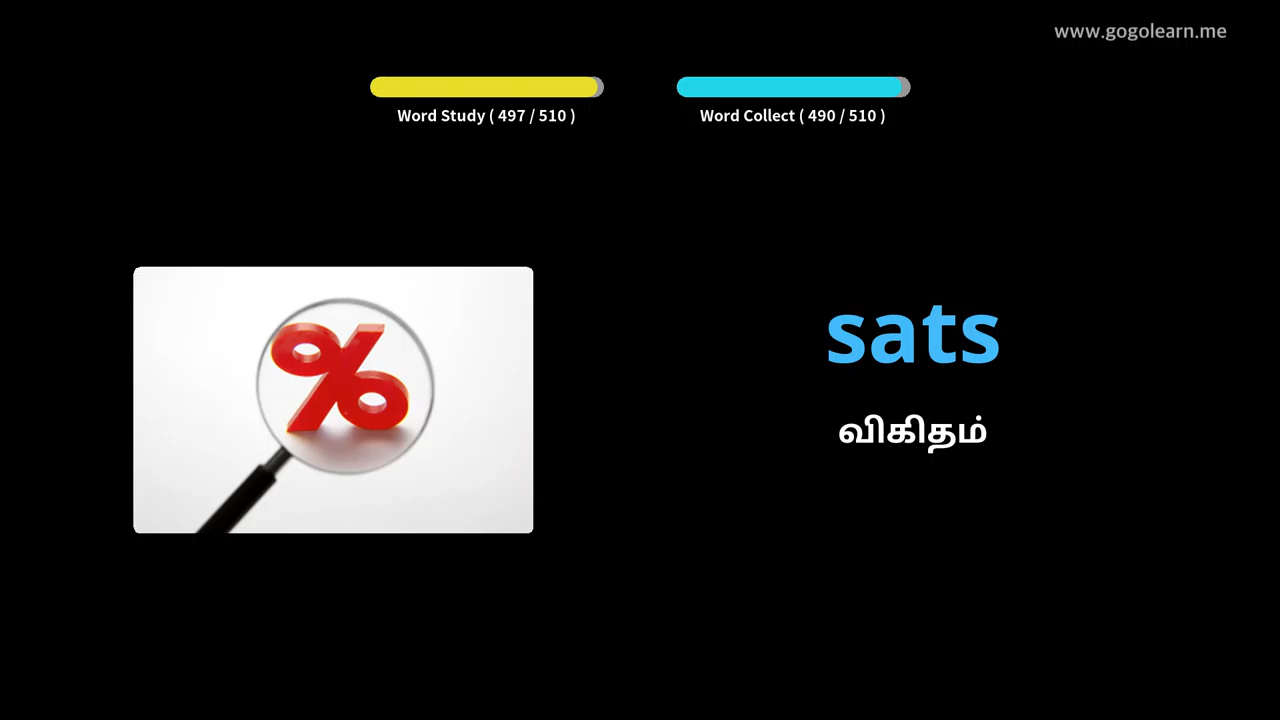 www.gogolearn.me
Word Study ( 497 / 510 )
Word Collect ( 490 / 510 )
%
sats
விகிதம்